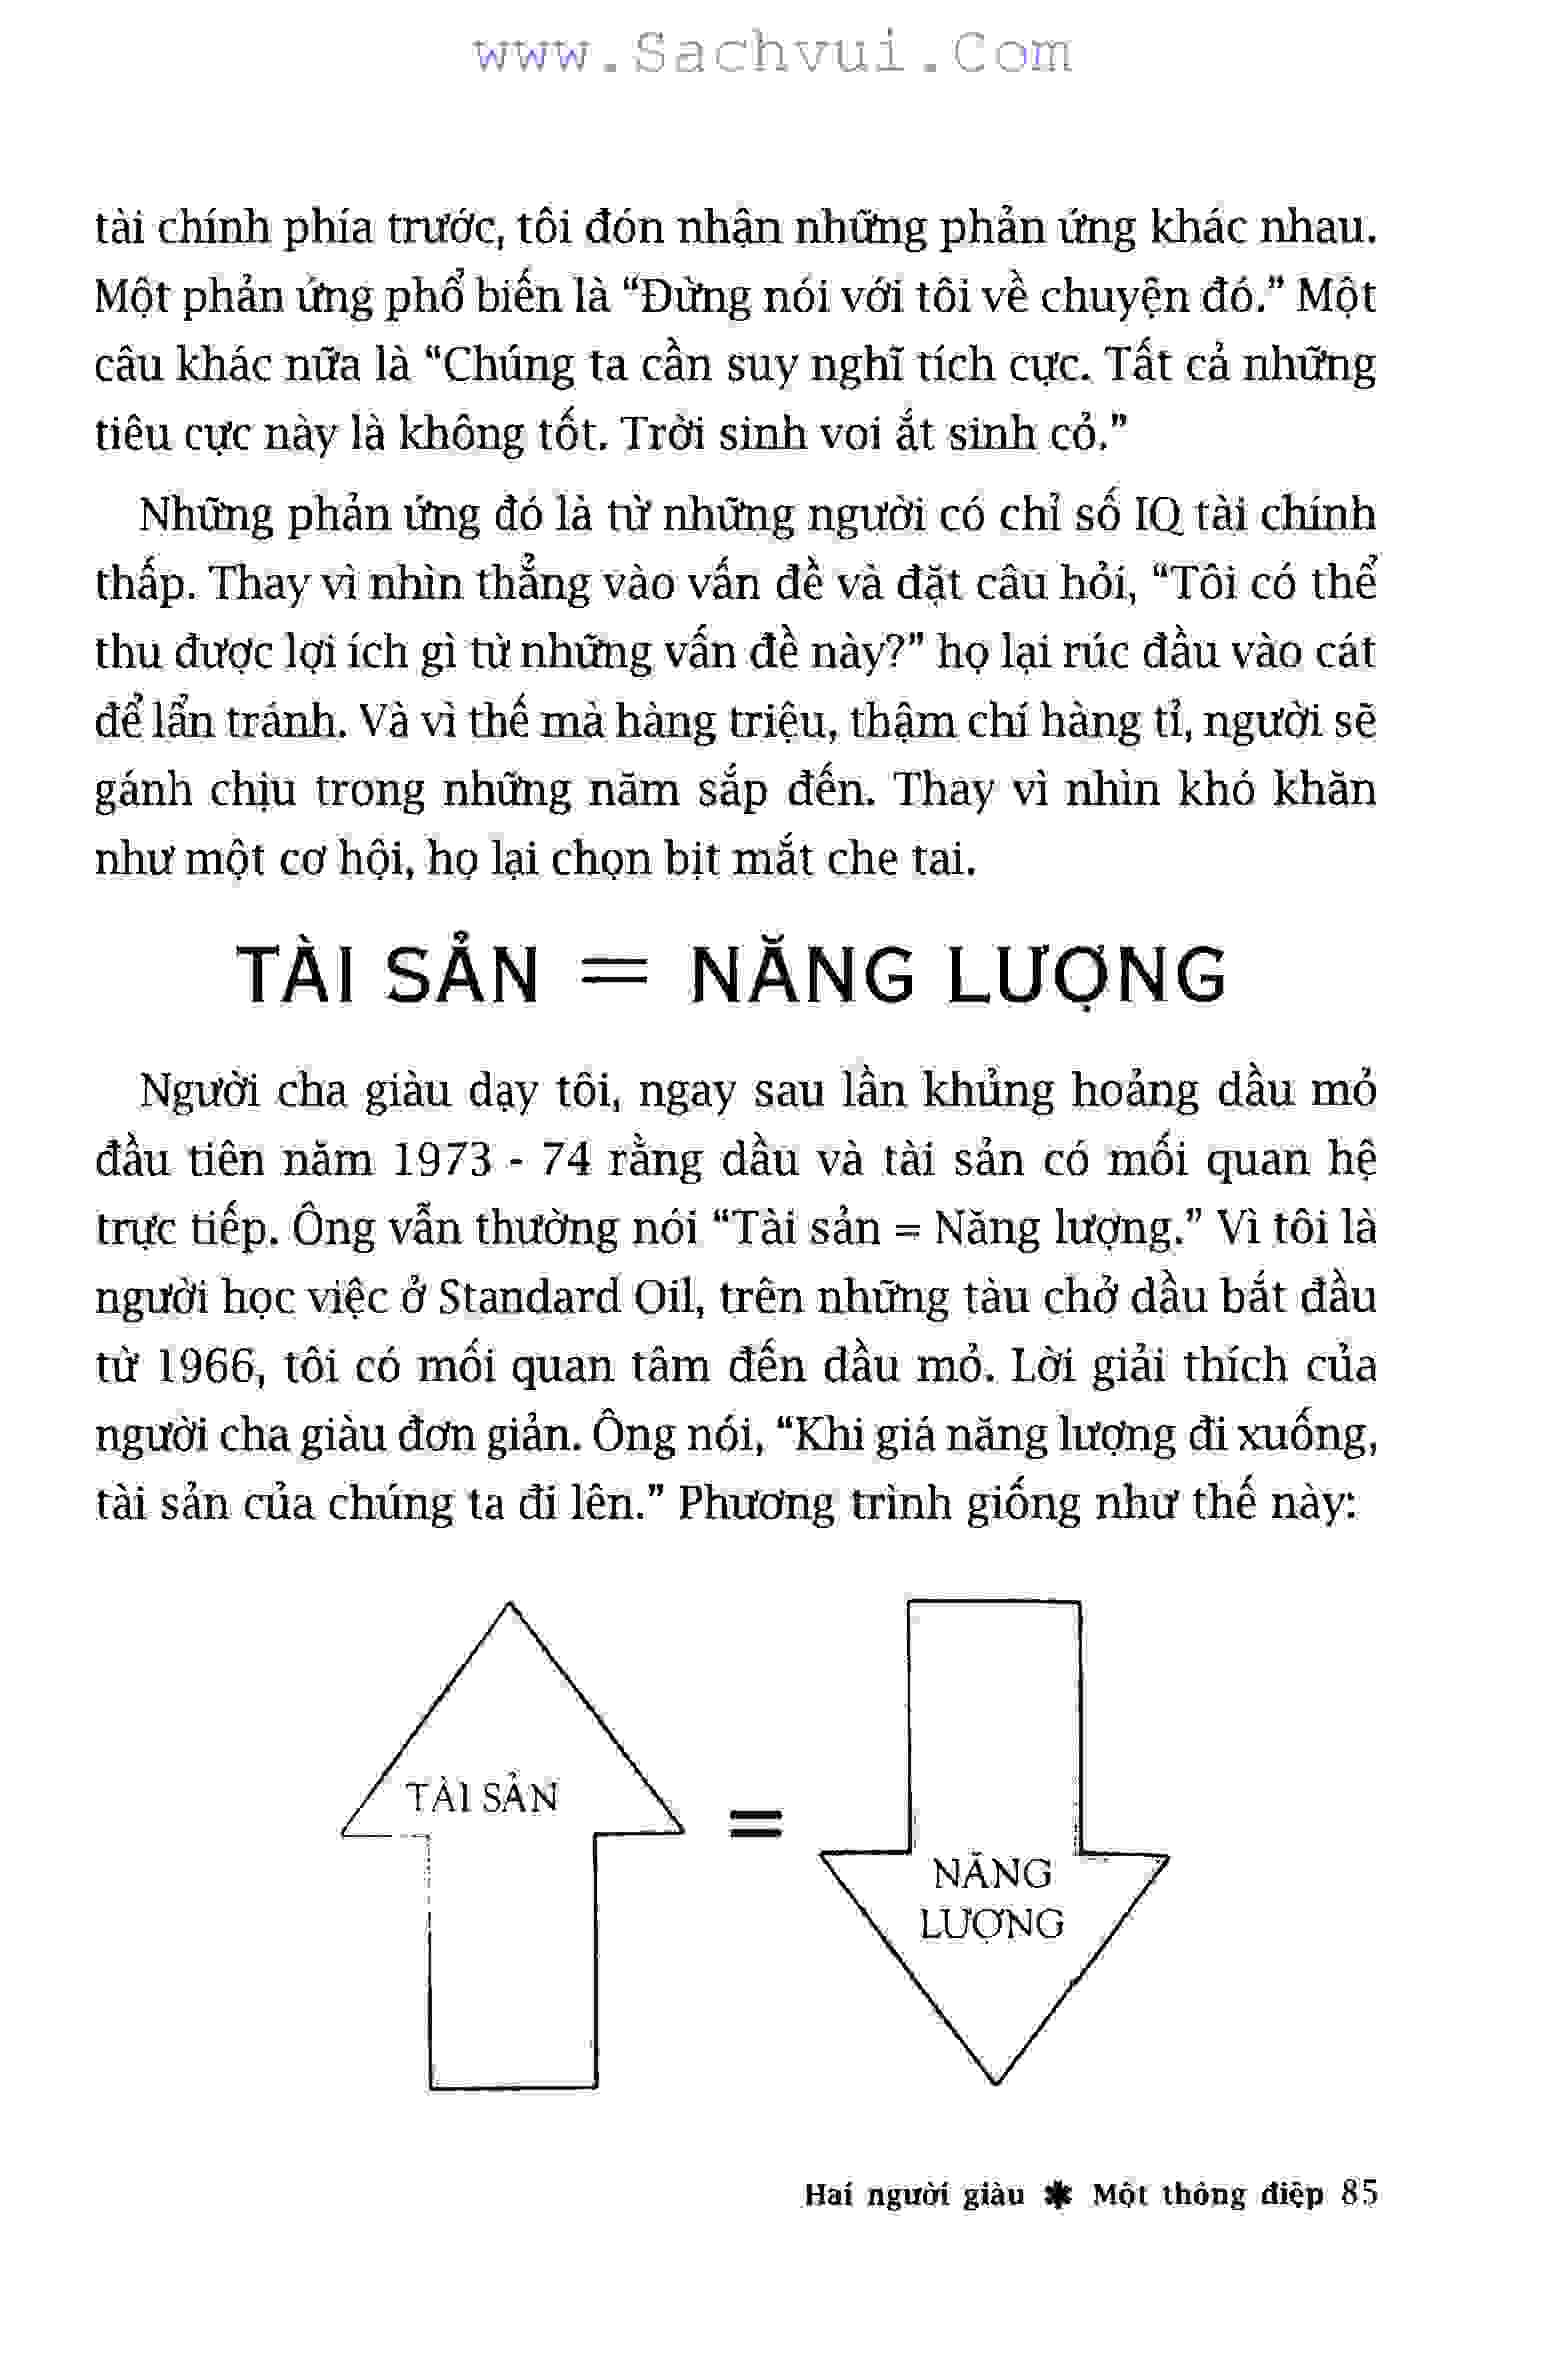 www.Sachvui.Com
tài chính phía trước, tôi đón nhận những phản ứng khác nhau.
Một phản ứng phổ biến là “Đừng nói với tôi về chuyện đó.” Một
câu khác nữa là “Chúng ta cần suy nghĩ tích cực. Tất cả những
tiêu cực này là không tốt. Trời sinh voi ắt sinh cỏ.”
Những phản ứng đó là từ những người có chỉ số IQ tài chính
thấp. Thay vì nhìn thẳng vào vấn đề và đặt câu hỏi, “Tôi có thể
thu được lợi ích gì từ những vấn đề này?” họ lại rúc đầu vào cát
để lẩn tránh. Và vì thế mà hàng triệu, thậm chí hàng tỉ, người sẽ
gánh chịu trong những năm sắp đến. Thay vì nhìn khó khăn
như một cơ hội, họ lại chọn bịt mắt che tai.
TÀI SẢN = NĂNG LƯỢNG
Người cha giàu dạy tôi, ngay sau lần khủng hoảng dầu mỏ
đầu tiên năm 1973 - 74 rằng dầu và tài sản có mối quan hệ
trực tiếp. Ông vẫn thường nói “Tài sản = Năng lượng.” Vì tôi là
người học việc ở Standard Oil, trên những tàu chở dầu bắt đầu
từ 1966, tôi có mối quan tâm đến dầu mỏ. Lời giải thích của
người cha giàu đơn giản. Ông nói, “Khi giá năng lượng đi xuống,
tài sản của chúng ta đi lên.” Phương trình giống như thế này:
TÀI SẢN
=
NĂNG
LƯỢNG
Hai người giàu ✱ Một thông điệp 85